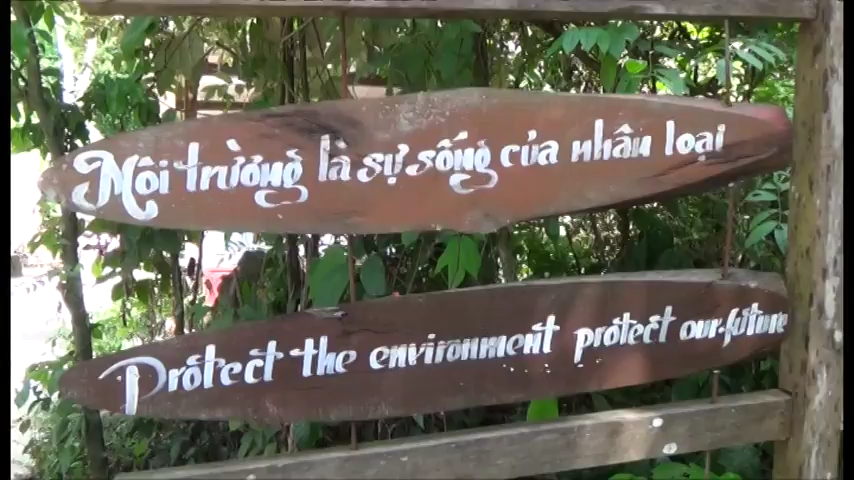 Môi trường là sự sống của nhân loại
Protect the environment protect our future